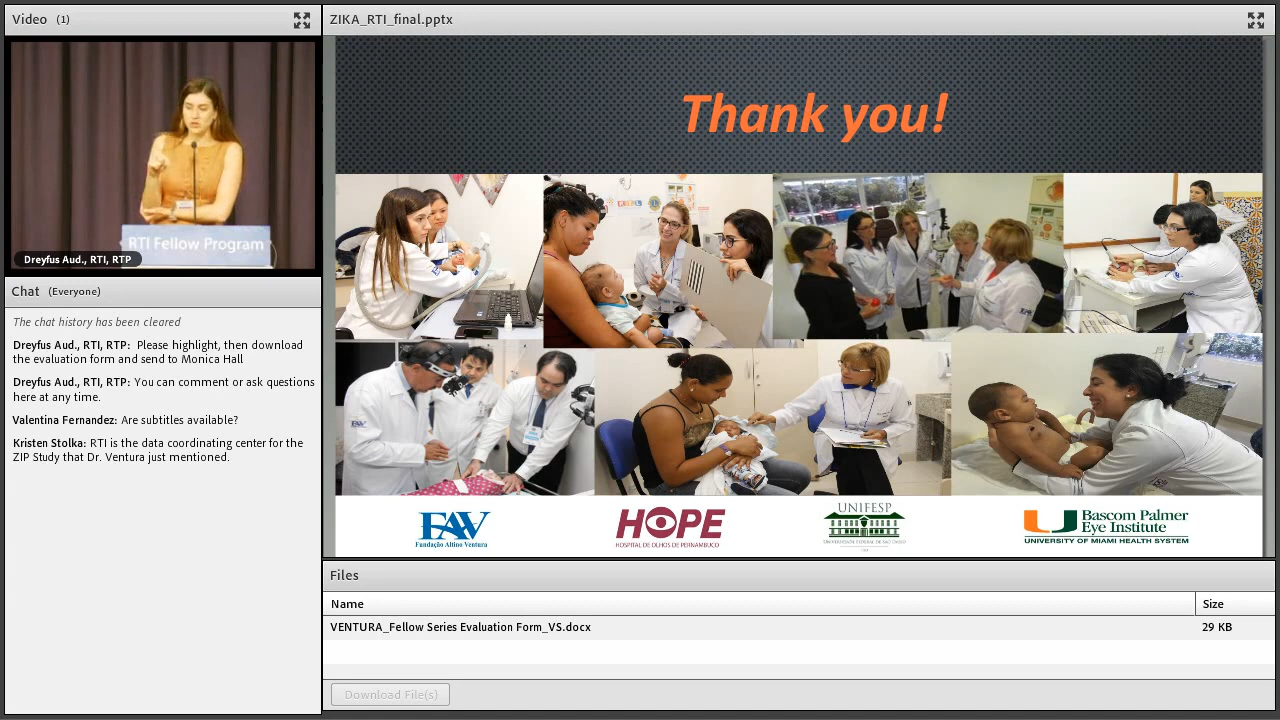 Video (1)
RTI Fellow Program
Dreyfus Aud., RTI, RTP
Chat (Everyone)
The chat history has been cleared
Dreyfus Aud., RTI, RTP: Please highlight, then download
the evaluation form and send to Monica Hall
Dreyfus Aud., RTI, RTP: You can comment or ask questions
here at any time.
Valentina Fernandez: Are subtitles available?
Kristen Stolka: RTI is the data coordinating center for the
ZIP Study that Dr. Ventura just mentioned.
ZIKA_RTI_final.pptx
Thank you!
FAV
Fundação Altino Ventura
HOPE
HOSPITAL DE OLHOS DE PERNAMBUCO
UNIFESP
Bascom Palmer
Eye Institute
UNIVERSITY OF MIAMI HEALTH SYSTEM
Files
Name Size
VENTURA_Fellow Series Evaluation Form_VS.docx 29 KB
Download File(s)